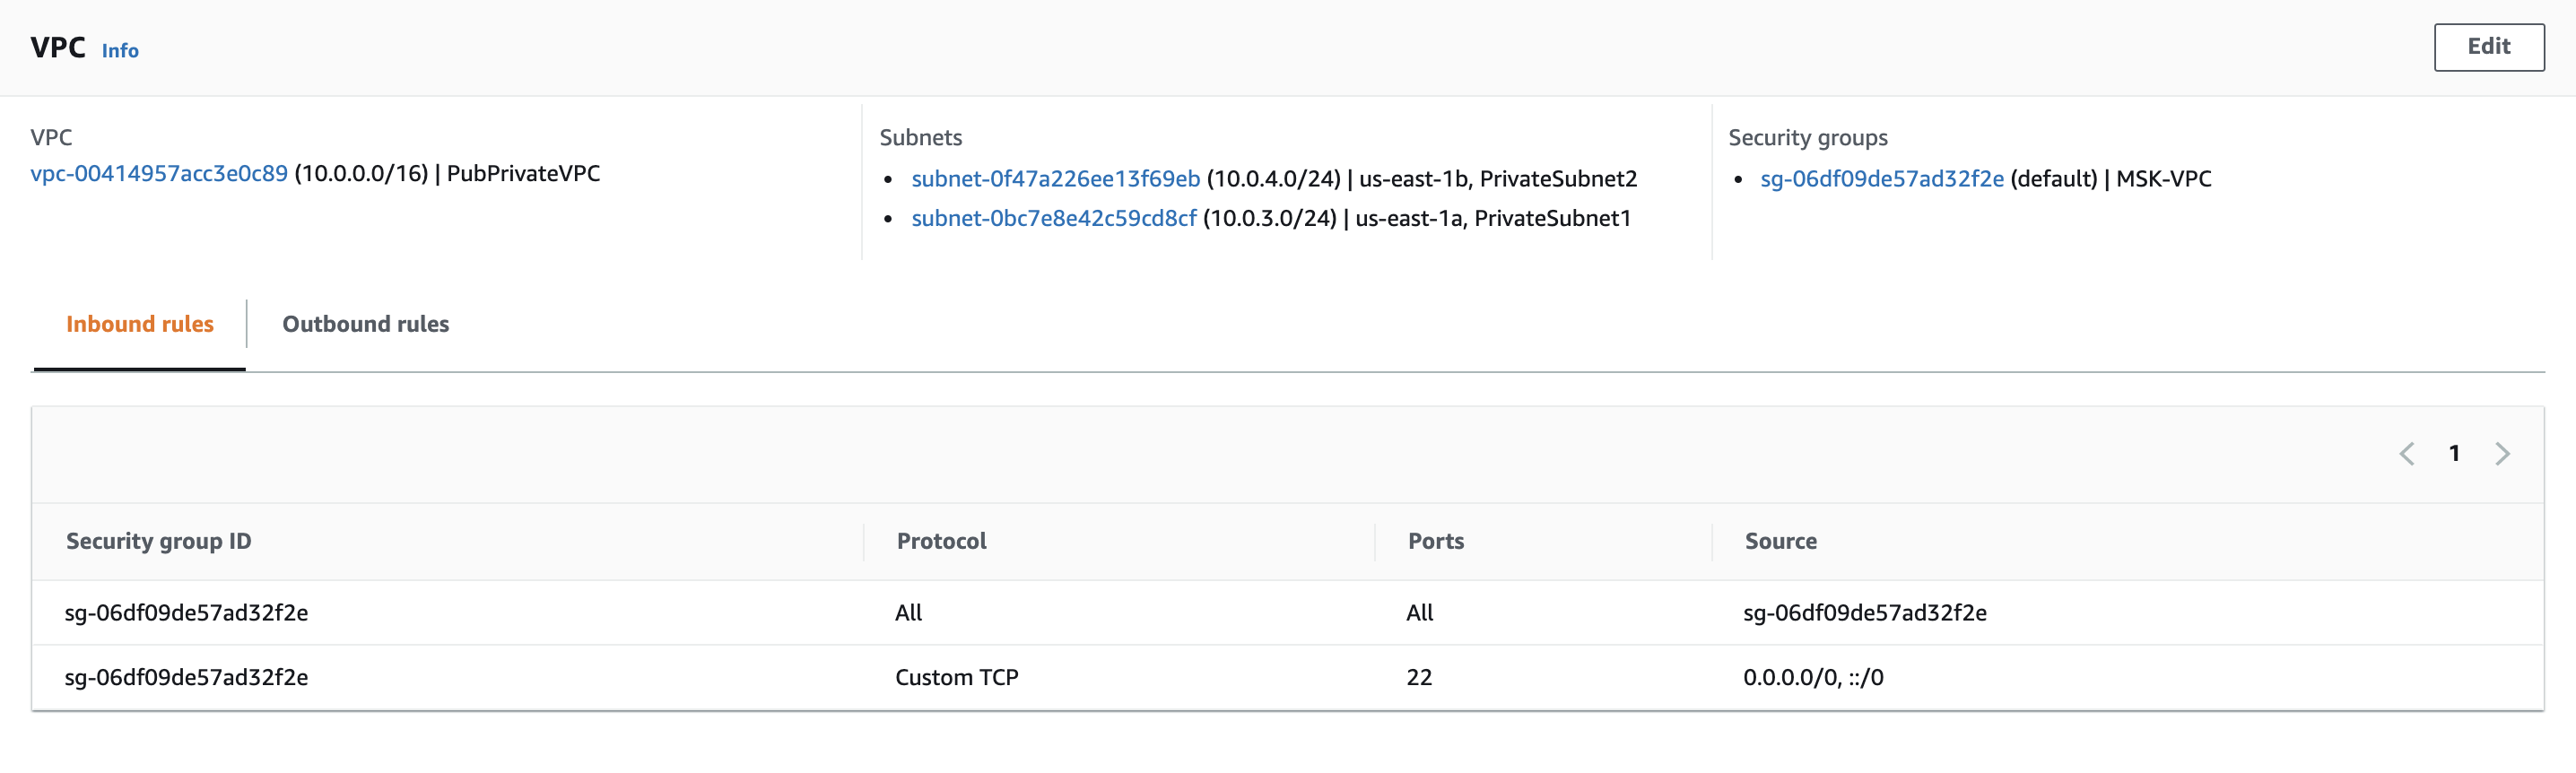 VPC Info
Edit
VPC
vpc-00414957acc3e0c89 (10.0.0.0/16) | PubPrivateVPC
Subnets
• subnet-0f47a226ee13f69eb (10.0.4.0/24) | us-east-1b, PrivateSubnet2
• subnet-0bc7e8e42c59cd8cf (10.0.3.0/24) | us-east-1a, PrivateSubnet1
Security groups
• sg-06df09de57ad32f2e (default) | MSK-VPC
Inbound rules Outbound rules
1
Security group ID Protocol Ports Source
sg-06df09de57ad32f2e All All sg-06df09de57ad32f2e
sg-06df09de57ad32f2e Custom TCP 22 0.0.0.0/0, ::/0